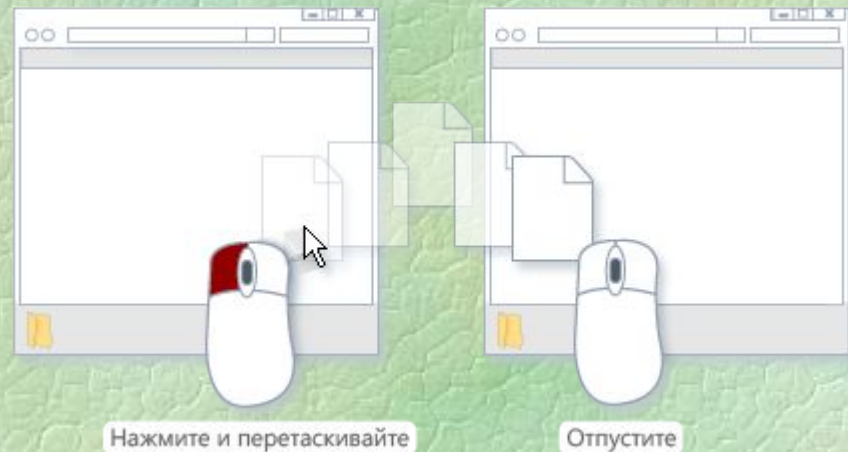 Нажмите и перетаскивайте
Отпустите